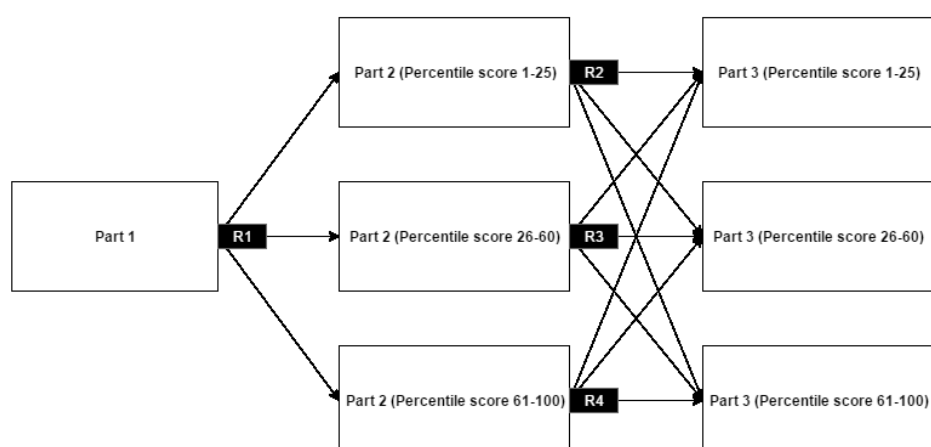 Part 2 (Percentile score 1-25)
R2
Part 3 (Percentile score 1-25)
Part 1
R1
Part 2 (Percentile score 26-60)
R3
Part 3 (Percentile score 26-60)
Part 2 (Percentile score 61-100)
R4
Part 3 (Percentile score 61-100)